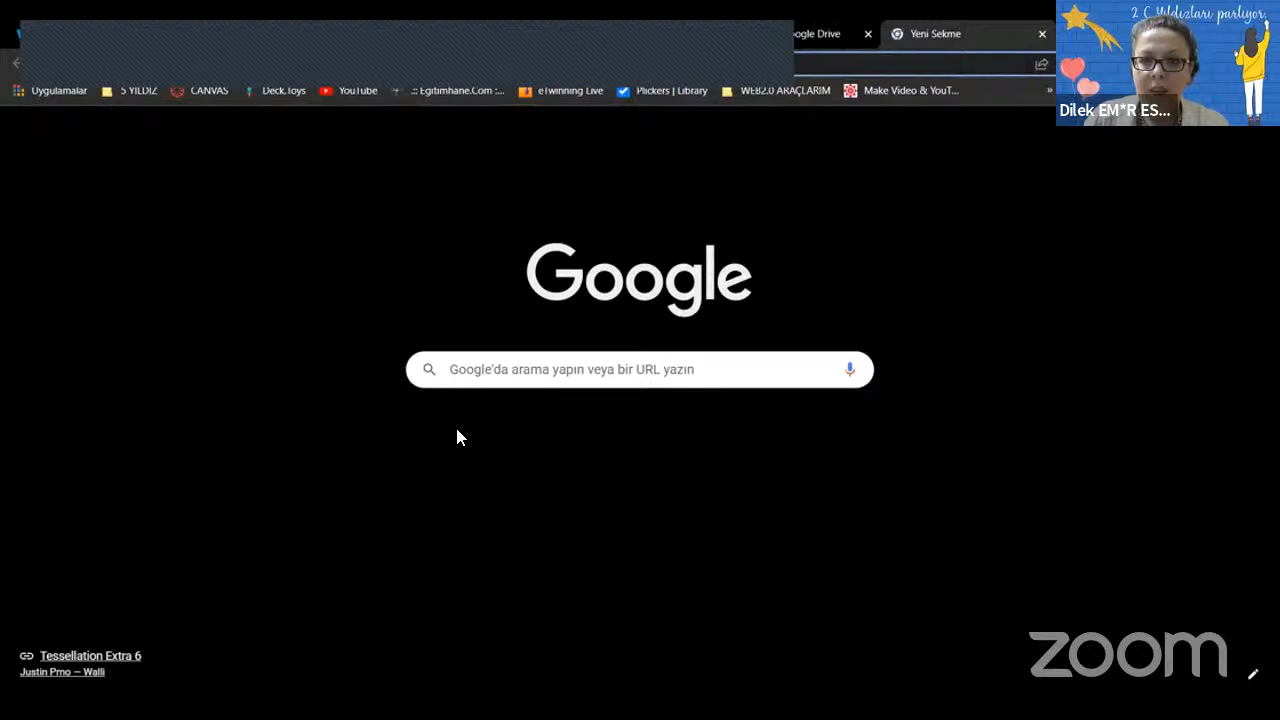 oogle Drive
Yeni Sekme
2 C Yıldızları parlıyor.
Uygulamalar
5 YILDIZ
CANVAS
Deck.Toys
YouTube
.:: Egitimhane.Com :...
eTwinning Live
Plickers | Library
WEB2.0 ARAÇLARIM
Make Video & YouT...
»
Dilek EM*R ES...
Google
Google'da arama yapın veya bir URL yazın
Tessellation Extra 6
Justin Prno — Walli
zoom